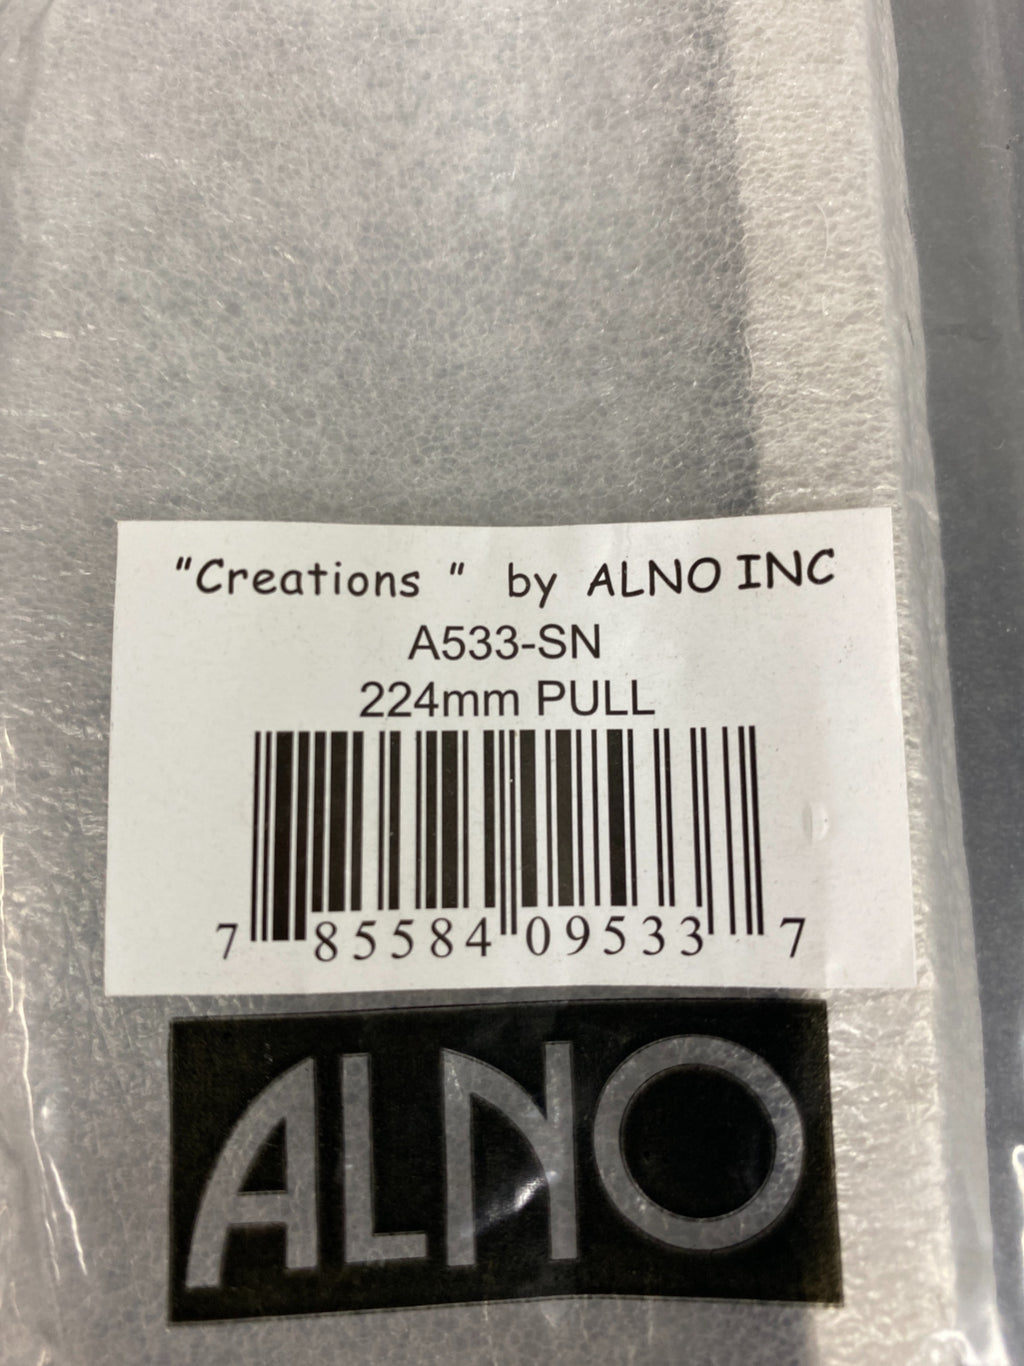 "Creations " by ALNO INC
A533-SN
224mm PULL
7 85584 09533 7
ALNO